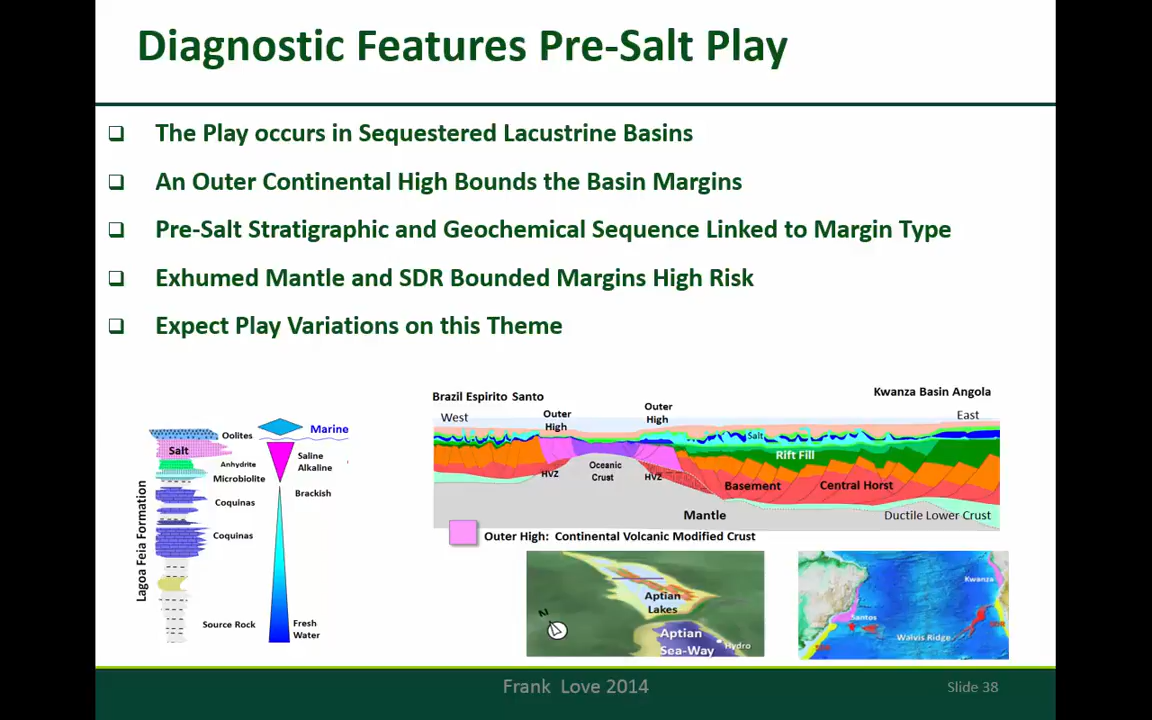 Diagnostic Features Pre-Salt Play
The Play occurs in Sequestered Lacustrine Basins
An Outer Continental High Bounds the Basin Margins
Pre-Salt Stratigraphic and Geochemical Sequence Linked to Margin Type
Exhumed Mantle and SDR Bounded Margins High Risk
Expect Play Variations on this Theme
Lagoa Feia Formation
Oolites
Salt
Anhydrite
Microbiolite
Coquinas
Coquinas
Source Rock
Marine
Saline
Alkaline
Brackish
Fresh
Water
Brazil Espirito Santo
Kwanza Basin Angola
West
Outer
High
Outer
High
East
Salt
Rift Fill
HVZ
Oceanic
Crust
HVZ
Basement
Central Horst
Mantle
Ductile Lower Crust
Outer High: Continental Volcanic Modified Crust
N
Aptian
Lakes
Aptian
Sea-Way
Hydro
Kwanza
Santos
Walvis Ridge
Frank Love 2014
Slide 38